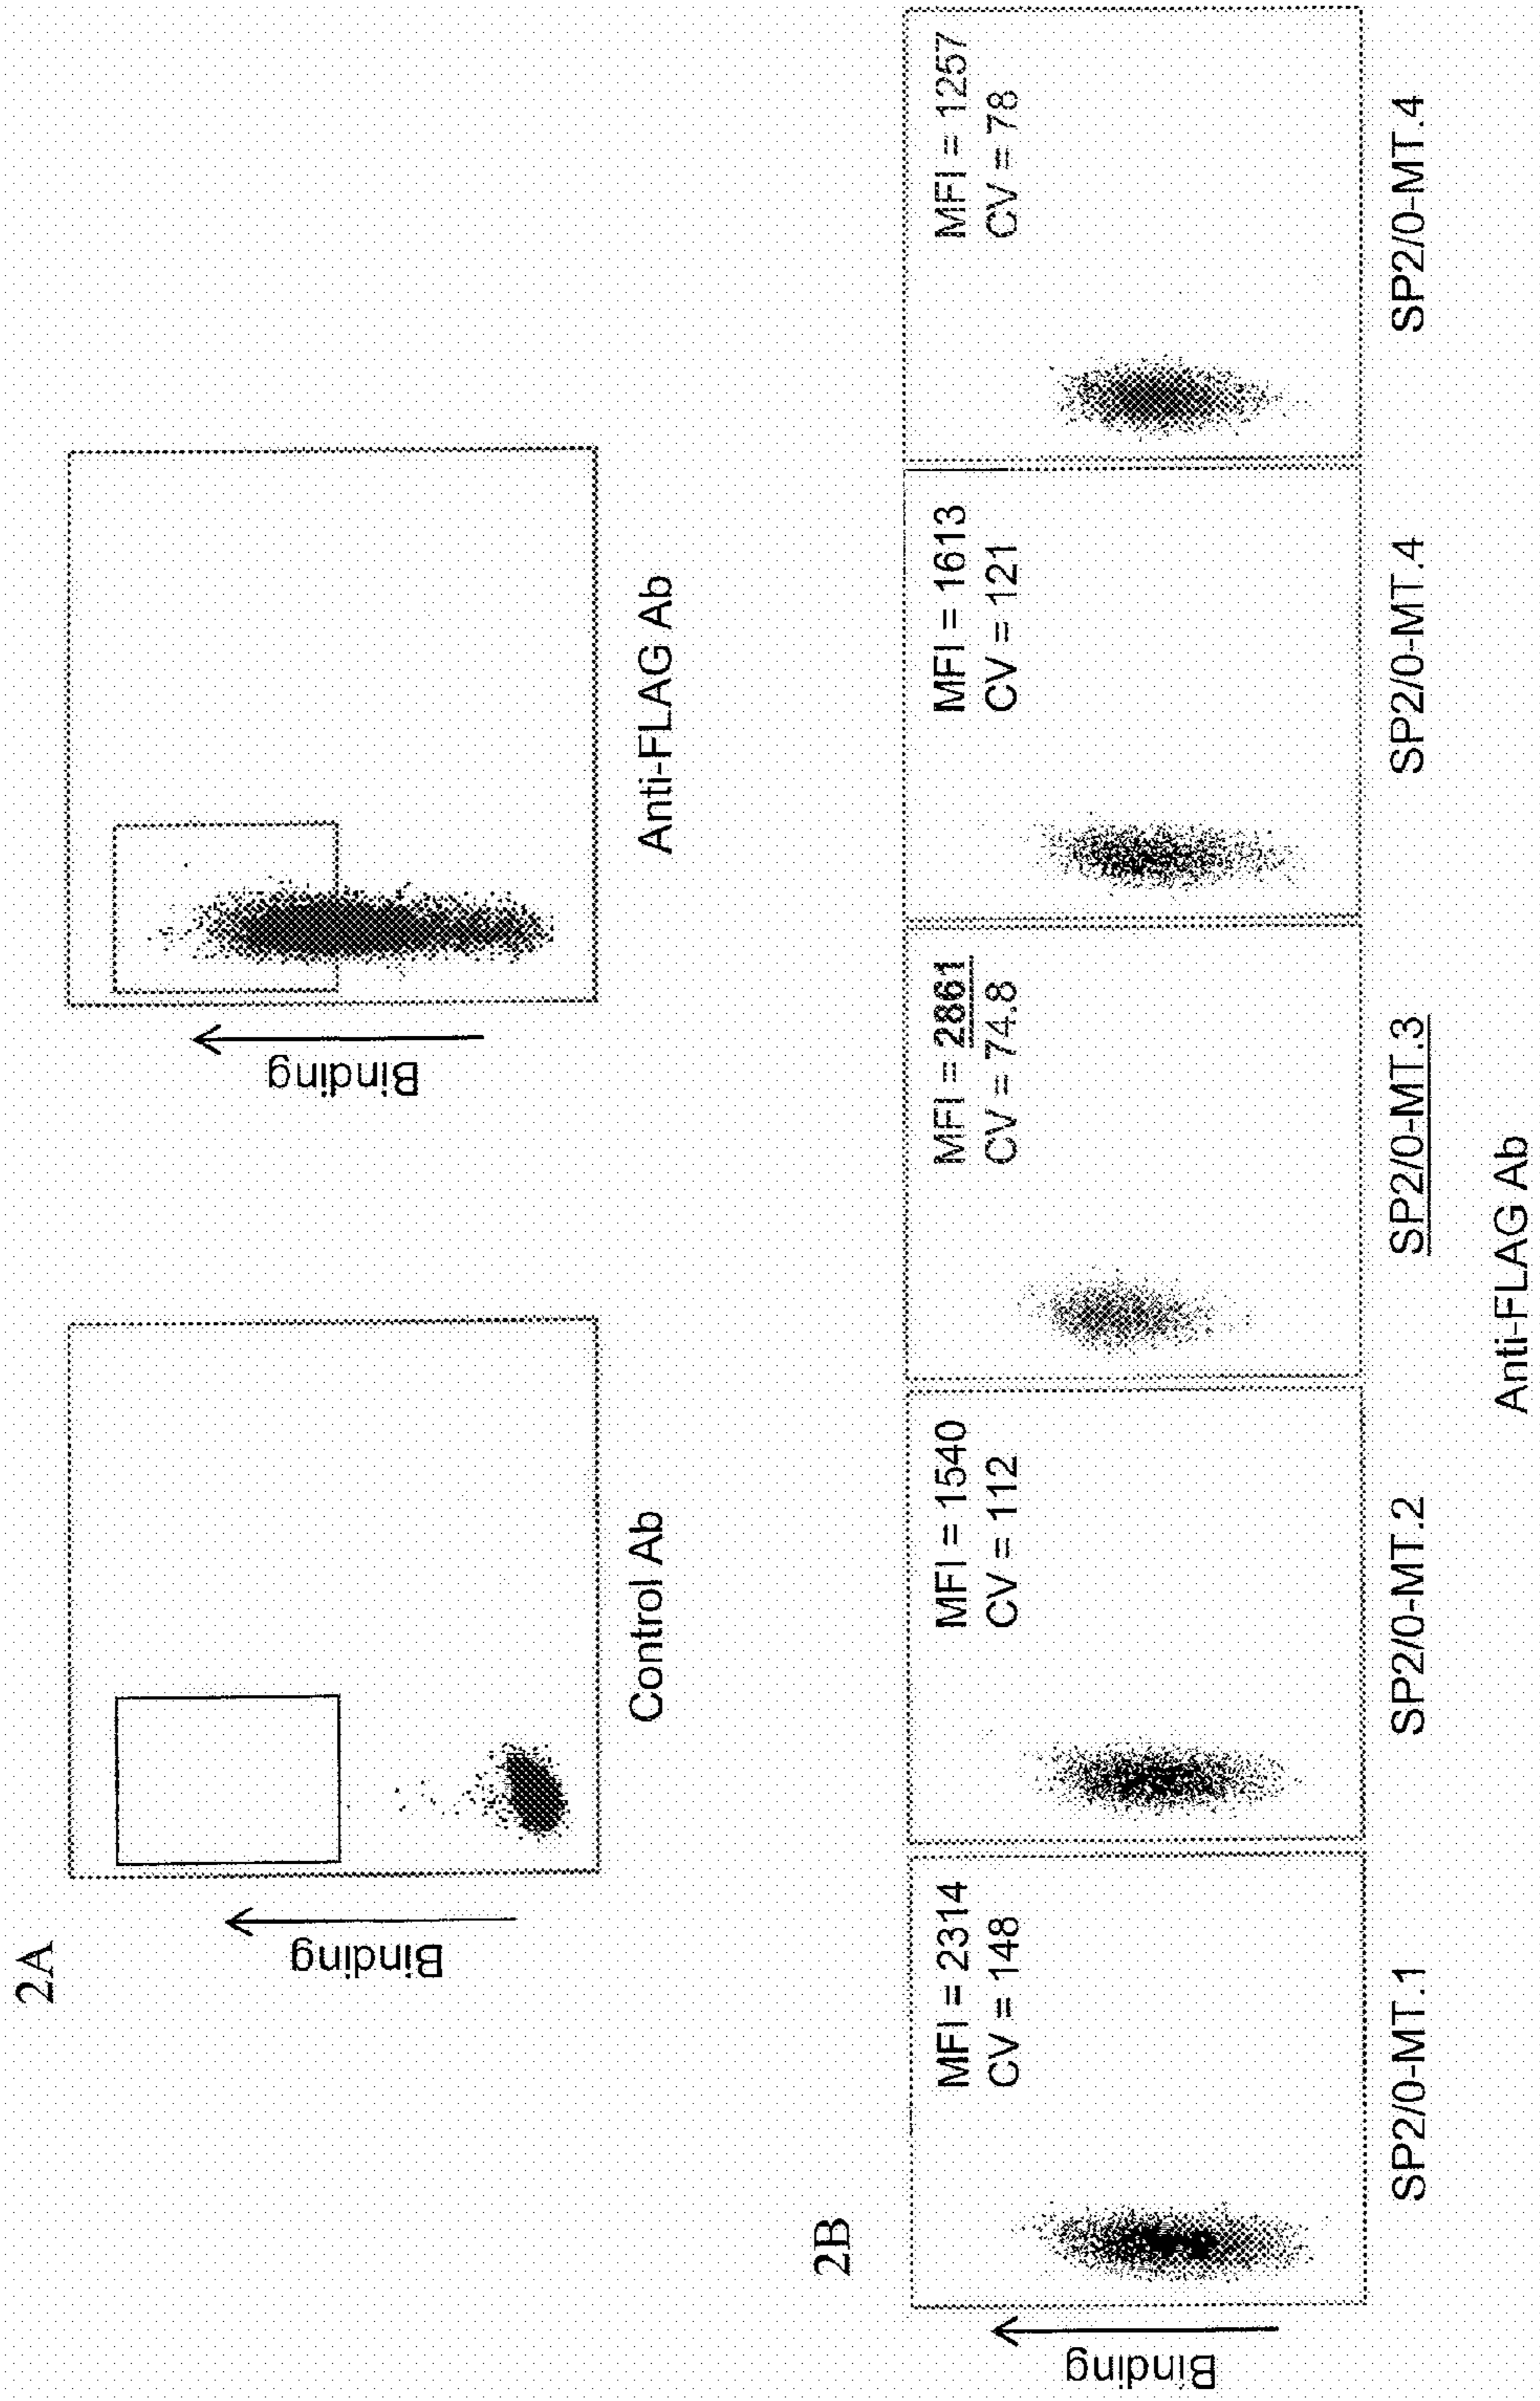 2A
Binding
Control Ab
Binding
Anti-FLAG Ab
2B
Binding
MFI = 2314
CV = 148
SP2/0-MT.1
MFI = 1540
CV = 112
SP2/0-MT.2
MFI = 2861
CV = 74.8
SP2/0-MT.3
MFI = 1613
CV = 121
SP2/0-MT.4
MFI = 1257
CV = 78
SP2/0-MT.4
Anti-FLAG Ab